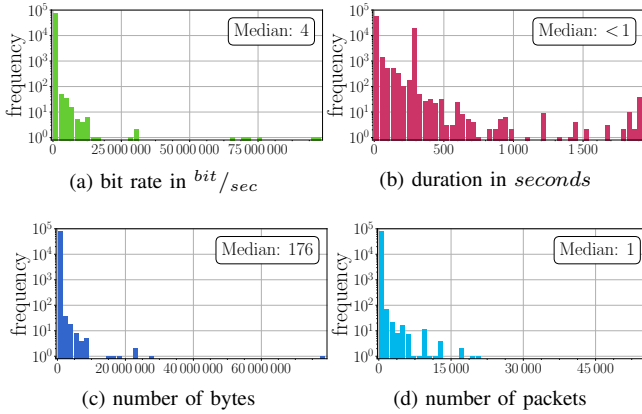 10^5
10^4
10^3
10^2
10^1
10^0
frequency
Median: 4
0 25 000 000 50 000 000 75 000 000
(a) bit rate in bit/sec
10^5
10^4
10^3
10^2
10^1
10^0
frequency
Median: <1
0 500 1 000 1 500
(b) duration in seconds
10^5
10^4
10^3
10^2
10^1
10^0
frequency
Median: 176
0 20 000 000 40 000 000 60 000 000
(c) number of bytes
10^5
10^4
10^3
10^2
10^1
10^0
frequency
Median: 1
0 15 000 30 000 45 000
(d) number of packets